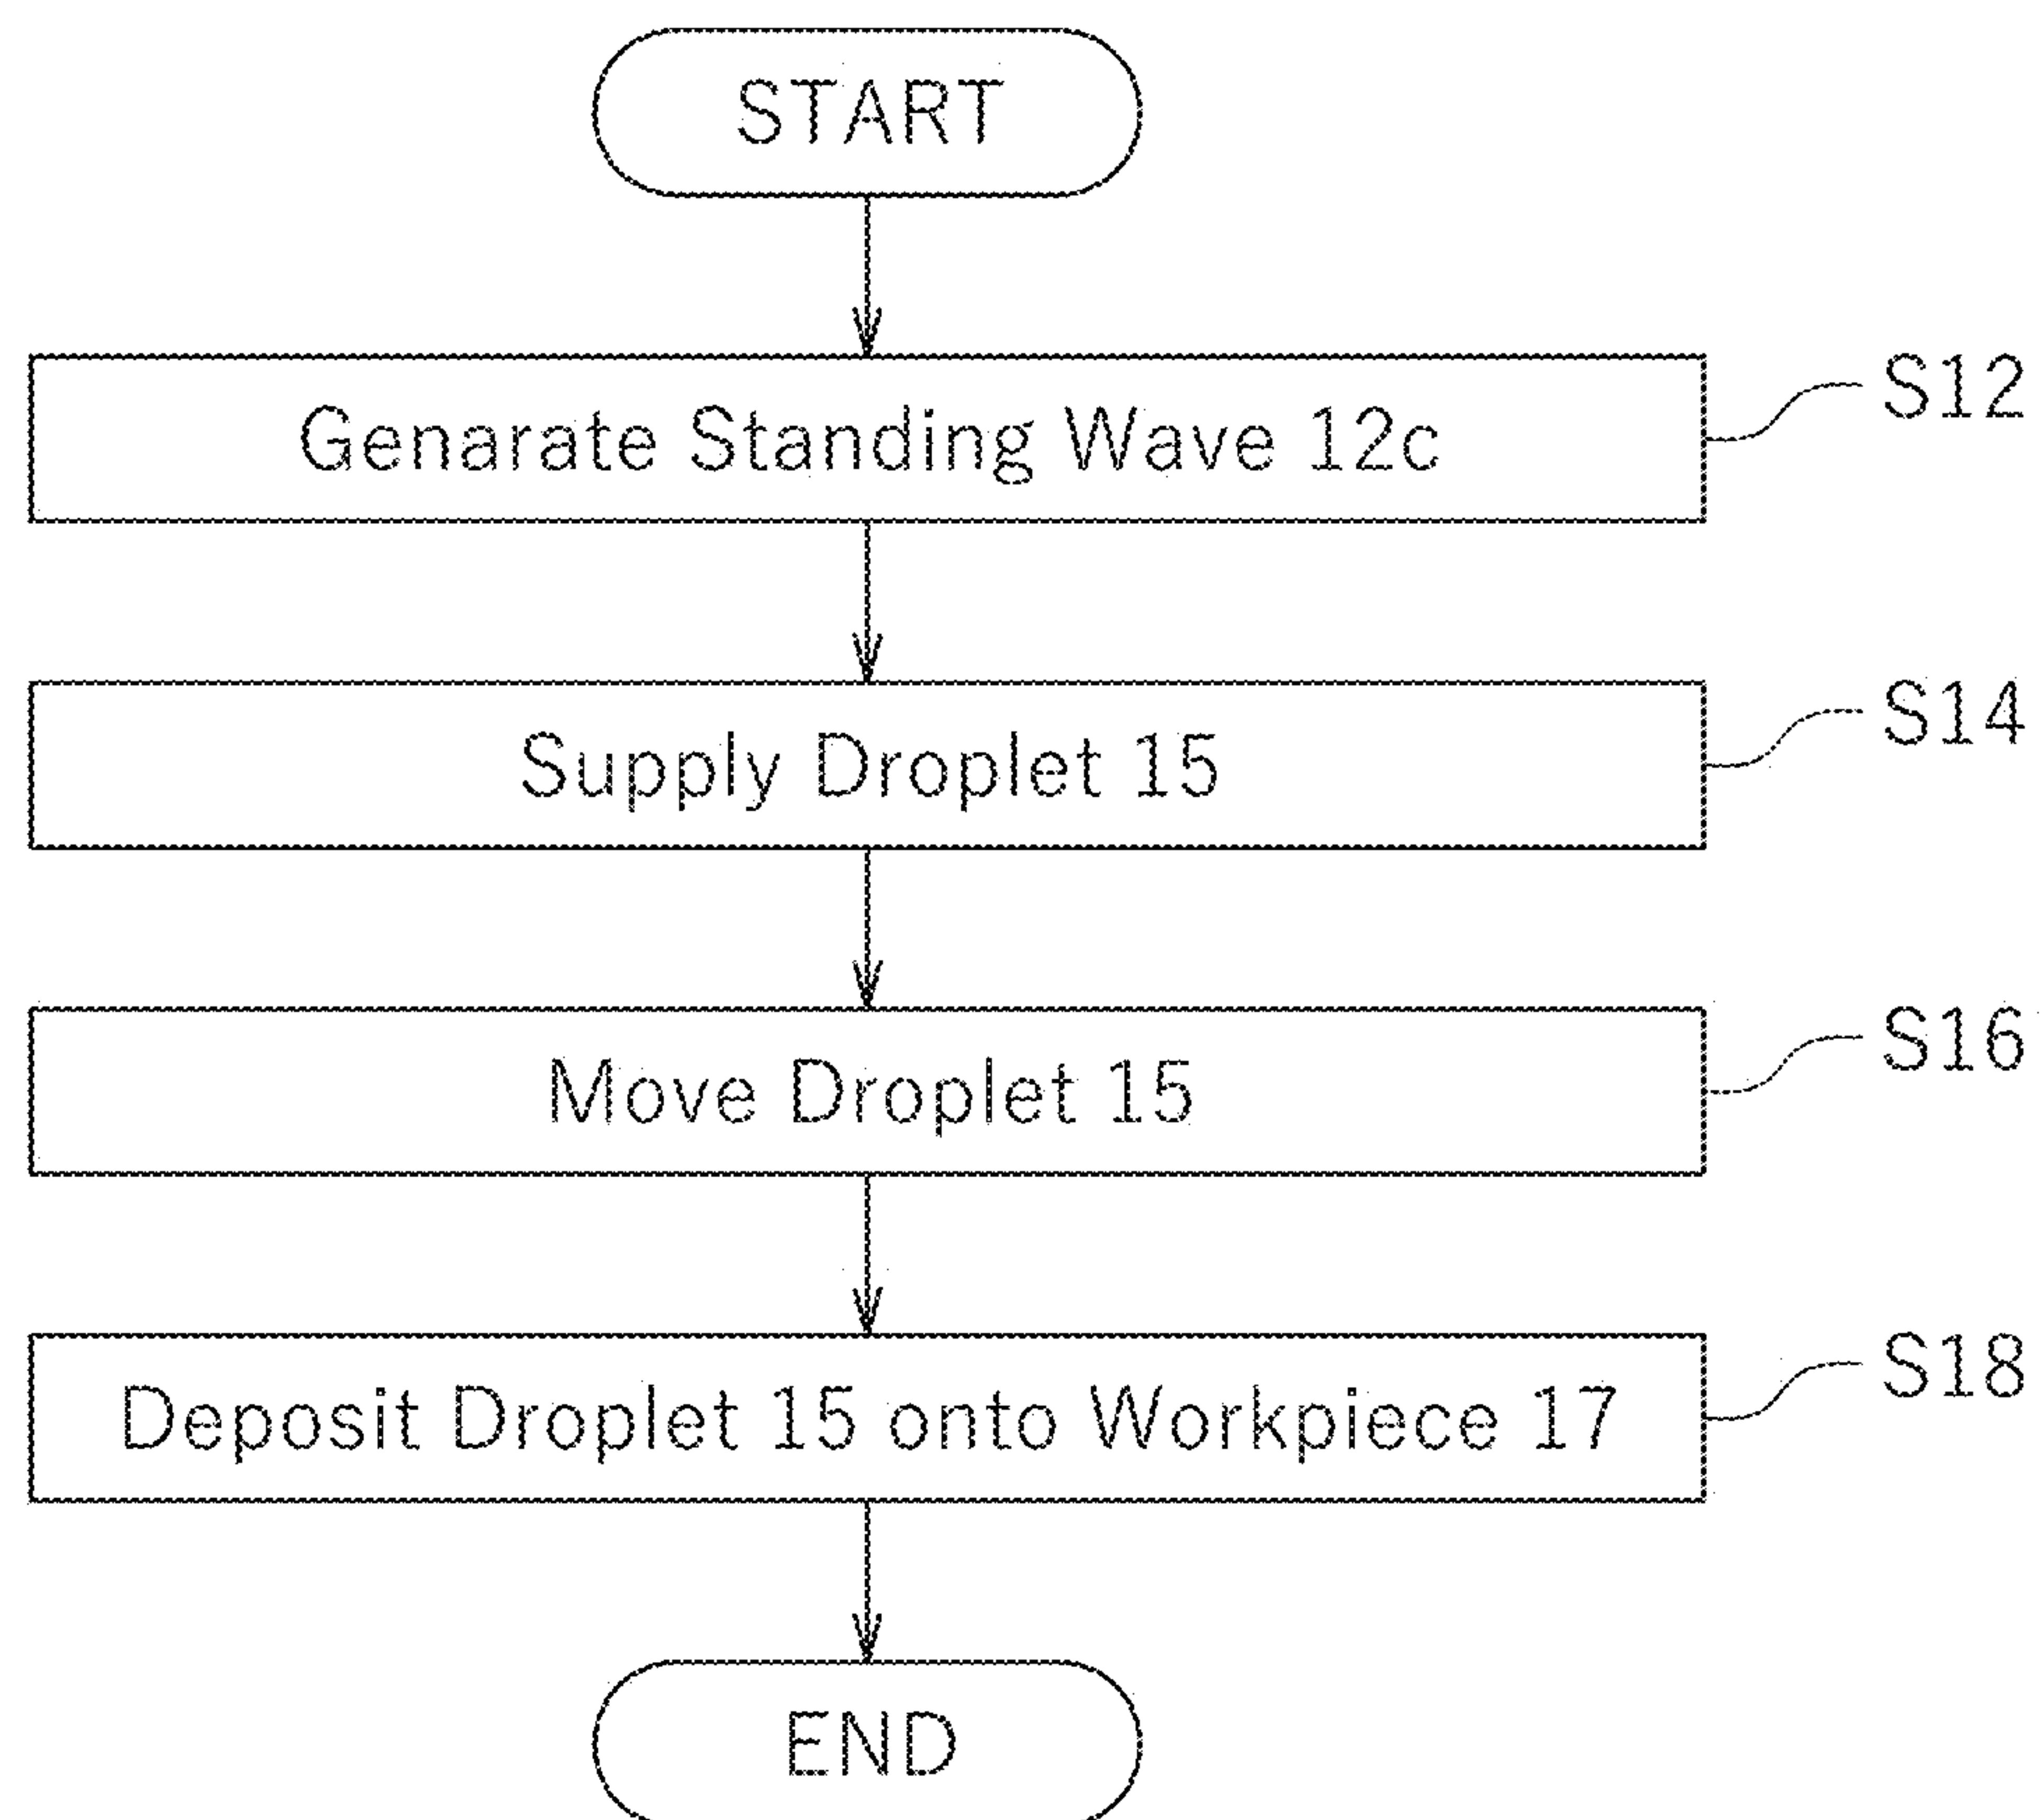 START
Genarate Standing Wave 12c
S12
Supply Droplet 15
S14
Move Droplet 15
S16
Deposit Droplet 15 onto Workpiece 17
S18
END